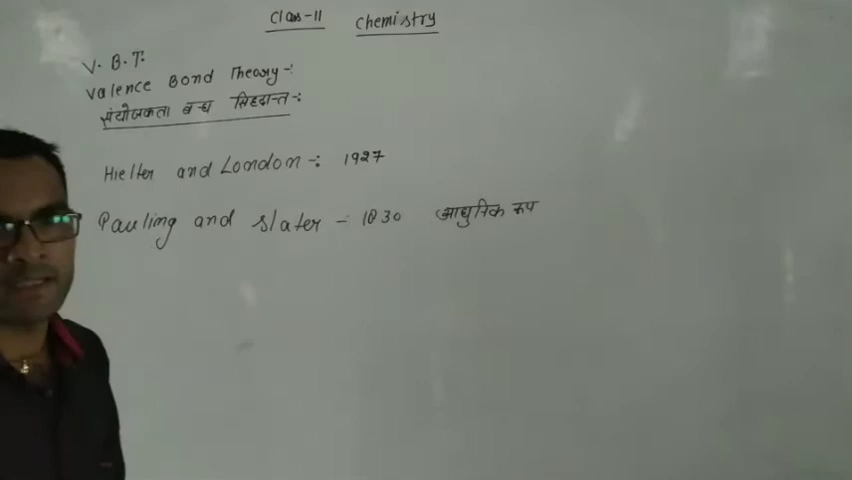 Class-11 Chemistry
V. B. T:
Valence Bond Theory-:
संयोजकता बन्ध सिद्धान्त-:
Hielter and London -: 1927
Pauling and slater - 1930 आधुनिक रूप